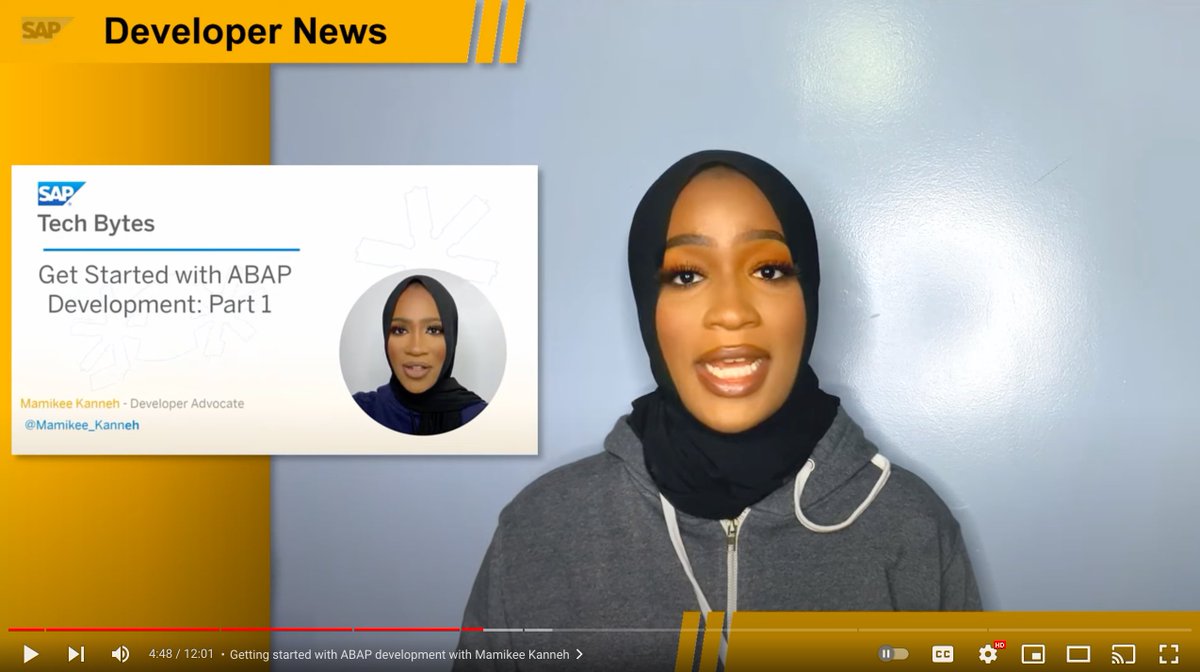 SAP Developer News
SAP
Tech Bytes
Get Started with ABAP
Development: Part 1
Mamikee Kanneh - Developer Advocate
@Mamikee_Kanneh
4:48 / 12:01 • Getting started with ABAP development with Mamikee Kanneh
CC
HD